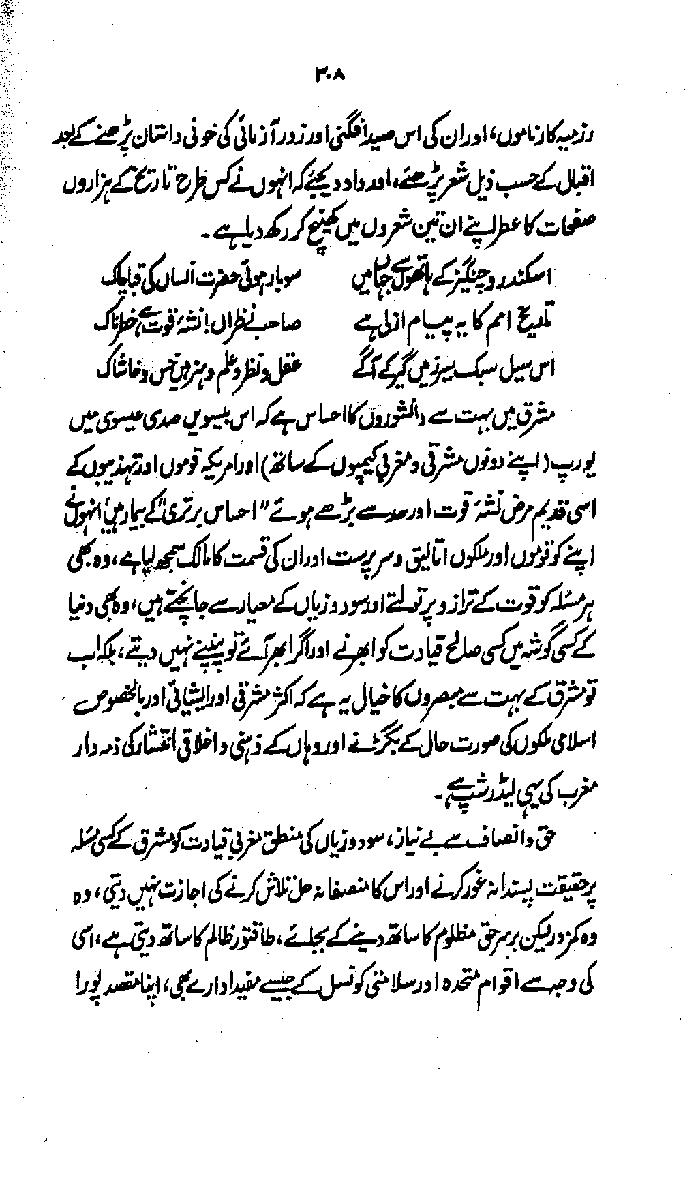 ۳۰۸
رزمیہ کارناموں، اور ان کی اس صید افگنی اور زور آزمائی کی خونی داستان پڑھنے کے بعد
اقبال کے حسب ذیل شعر پڑھئے، اور داد دیجئے کہ انہوں نے کس طرح تاریخ کے ہزاروں
صفحات کا عطر اپنے ان تین شعروں میں کھینچ کر رکھ دیا ہے۔
اسکندر و چنگیز کے ہاتھوں سے جہاں میں سو بار ہوئی حضرت انساں کی قبا چاک
تاریخ امم کا یہ پیام ازلی ہے صاحب نظراں! نشۂ قوت ہے خطرناک
اس سیل سبک سیر زمیں گیر کے آگے عقل و نظر و علم و ہنر ہیں خس و خاشاک
مشرق میں بہت سے دانشوروں کا احساس ہے کہ اس بیسویں صدی عیسوی میں
یورپ (اپنے دونوں مشرقی و مغربی کیمپوں کے ساتھ) اور امریکہ قوموں اور تہذیبوں کے
اسی قدیم مرض نشۂ قوت اور حد سے بڑھے ہوئے "احساس برتری" کے بیمار ہیں، انہوں نے
اپنے کو قوموں اور ملکوں اتالیق و سرپرست اور ان کی قسمت کا مالک سمجھ لیا ہے، وہ بھی
ہر مسئلہ کو قوت کے ترازو پر تولتے اور سود و زیاں کے معیار سے جانچتے ہیں، وہ بھی دنیا
کے کسی گوشہ میں کسی صالح قیادت کو ابھرنے اور اگر ابھر آئے تو پنپنے نہیں دیتے، بلکہ اب
تو مشرق کے بہت سے مبصروں کا خیال یہ ہے کہ اکثر مشرقی اور ایشیائی اور بالخصوص
اسلامی ملکوں کی صورت حال کے بگڑنے اور وہاں کے ذہنی و اخلاقی انتشار کی ذمہ دار
مغرب کی یہی لیڈر شپ ہے۔
حق و انصاف سے بے نیاز، سود و زیاں کی منطق مغربی قیادت کو مشرق کے کسی مسئلہ
پر حقیقت پسندانہ غور کرنے اور اس کا منصفانہ حل تلاش کرنے کی اجازت نہیں دیتی، وہ
وہ کمزور لیکن برسر حق مظلوم کا ساتھ دینے کے بجائے، طاقتور ظالم کا ساتھ دیتی ہے، اسی
کی وجہ سے اقوام متحدہ اور سلامتی کونسل کے جیسے مفید ادارے بھی، اپنا مقصد پورا